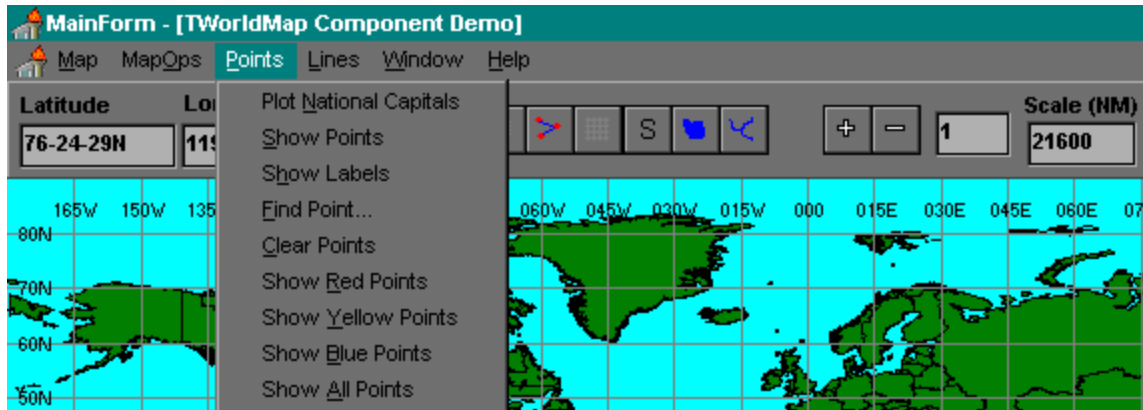 MainForm - [TWorldMap Component Demo]
Map MapOps Points Lines Window Help
Latitude
76-24-29N
Plot National Capitals
Show Points
Show Labels
Find Point...
Clear Points
Show Red Points
Show Yellow Points
Show Blue Points
Show All Points
S
+ - 1
Scale (NM)
21600
165W 150W 135 060W 045W 030W 015W 000 015E 030E 045E 060E 07
80N
70N
60N
50N